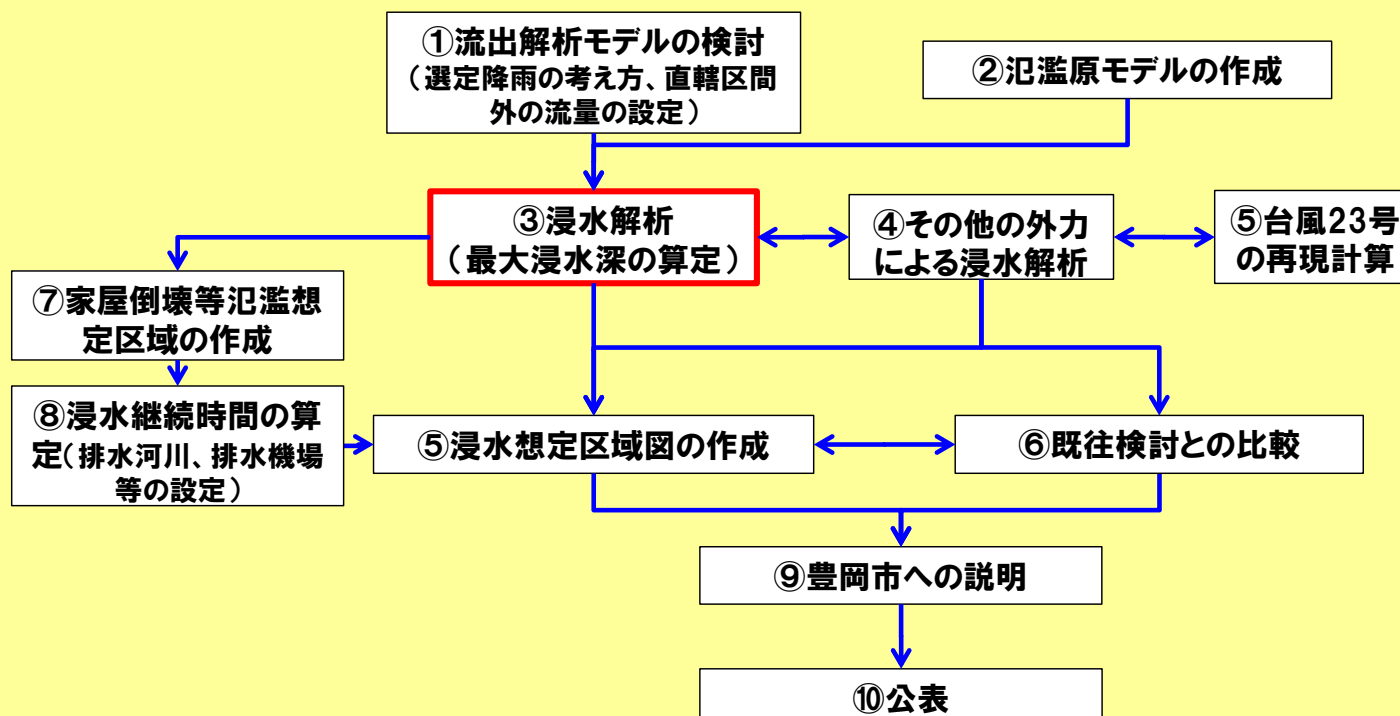 ①流出解析モデルの検討
（選定降雨の考え方、直轄区間
外の流量の設定）
②氾濫原モデルの作成
③浸水解析
（最大浸水深の算定）
④その他の外力
による浸水解析
⑤台風23号
の再現計算
⑦家屋倒壊等氾濫想
定区域の作成
⑧浸水継続時間の算
定（排水河川、排水機場
等の設定）
⑤浸水想定区域図の作成
⑥既往検討との比較
⑨豊岡市への説明
⑩公表